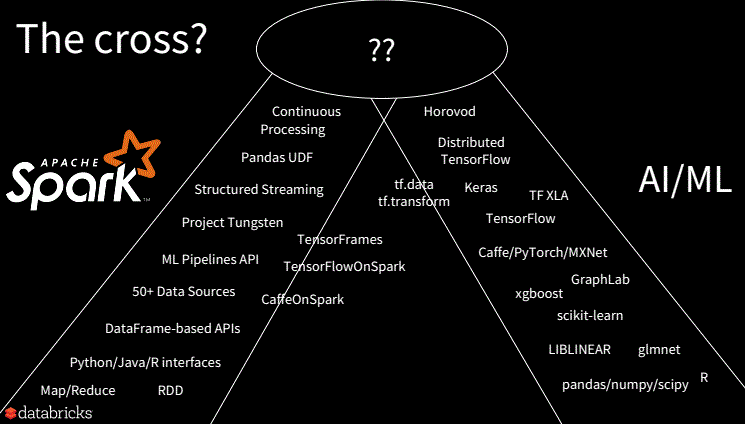 The cross?
??
Continuous
Processing
Horovod
Pandas UDF
Distributed
TensorFlow
APACHE
Spark
TM
AI/ML
Structured Streaming
tf.data
tf.transform
Keras
TF XLA
Project Tungsten
TensorFlow
TensorFrames
ML Pipelines API
TensorFlowOnSpark
Caffe/PyTorch/MXNet
GraphLab
50+ Data Sources
CaffeOnSpark
xgboost
scikit-learn
DataFrame-based APIs
LIBLINEAR
glmnet
Python/Java/R interfaces
pandas/numpy/scipy
R
Map/Reduce
RDD
databricks